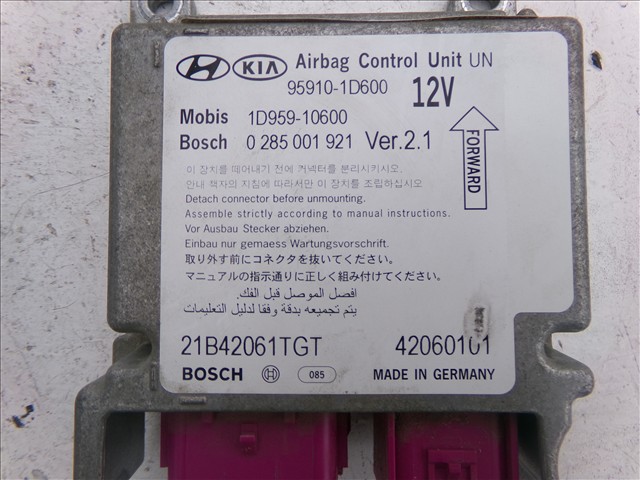 HYUNDAI KIA Airbag Control Unit UN
95910-1D600 12V
Mobis 1D959-10600
Bosch 0 285 001 921 Ver.2.1
FORWARD
이 장치를 떼어내기 전에 커넥터를 분리시키시오.
안내 책자의 지침에 따라서만 이 장치를 조립하십시오
Detach connector before unmounting.
Assemble strictly according to manual instructions.
Vor Ausbau Stecker abziehen.
Einbau nur gemaess Wartungsvorschrift.
取り外す前にコネクタを抜いてください。
マニュアルの指示通りに正しく組み付けてください。
افصل الموصل قبل الفك.
يتم تجميعه بدقة وفقا لدليل التعليمات
21B42061TGT 42060101
BOSCH 085 MADE IN GERMANY